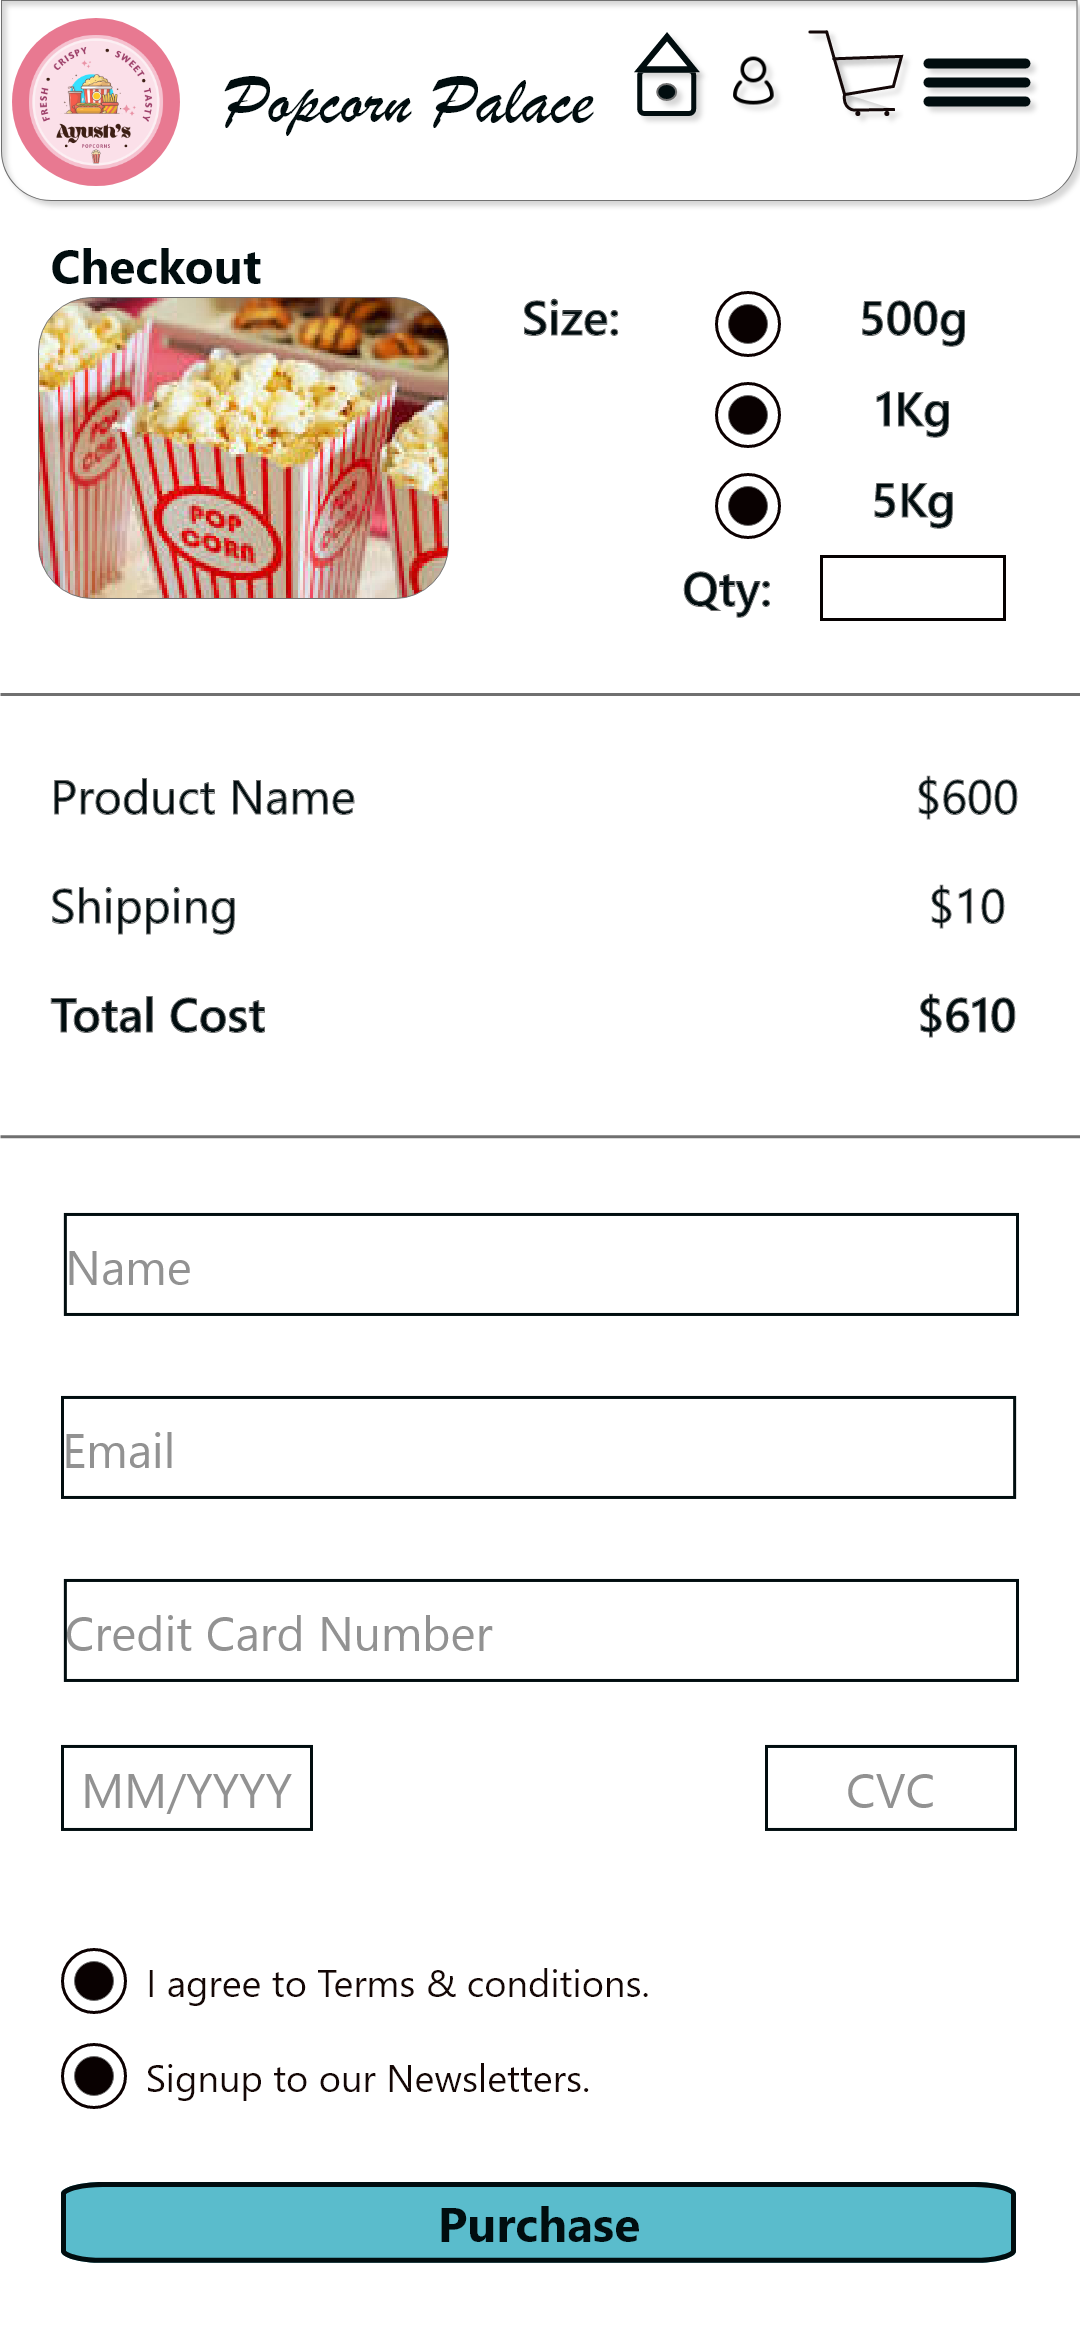 FRESH • CRISPY • SWEET • TASTY
Ayush's
• POPCORNS •
Popcorn Palace
Checkout
Size: 500g
1Kg
5Kg
Qty:
POP
CORN
POP
CORN
Product Name $600
Shipping $10
Total Cost $610
Name
Email
Credit Card Number
MM/YYYY CVC
I agree to Terms & conditions.
Signup to our Newsletters.
Purchase